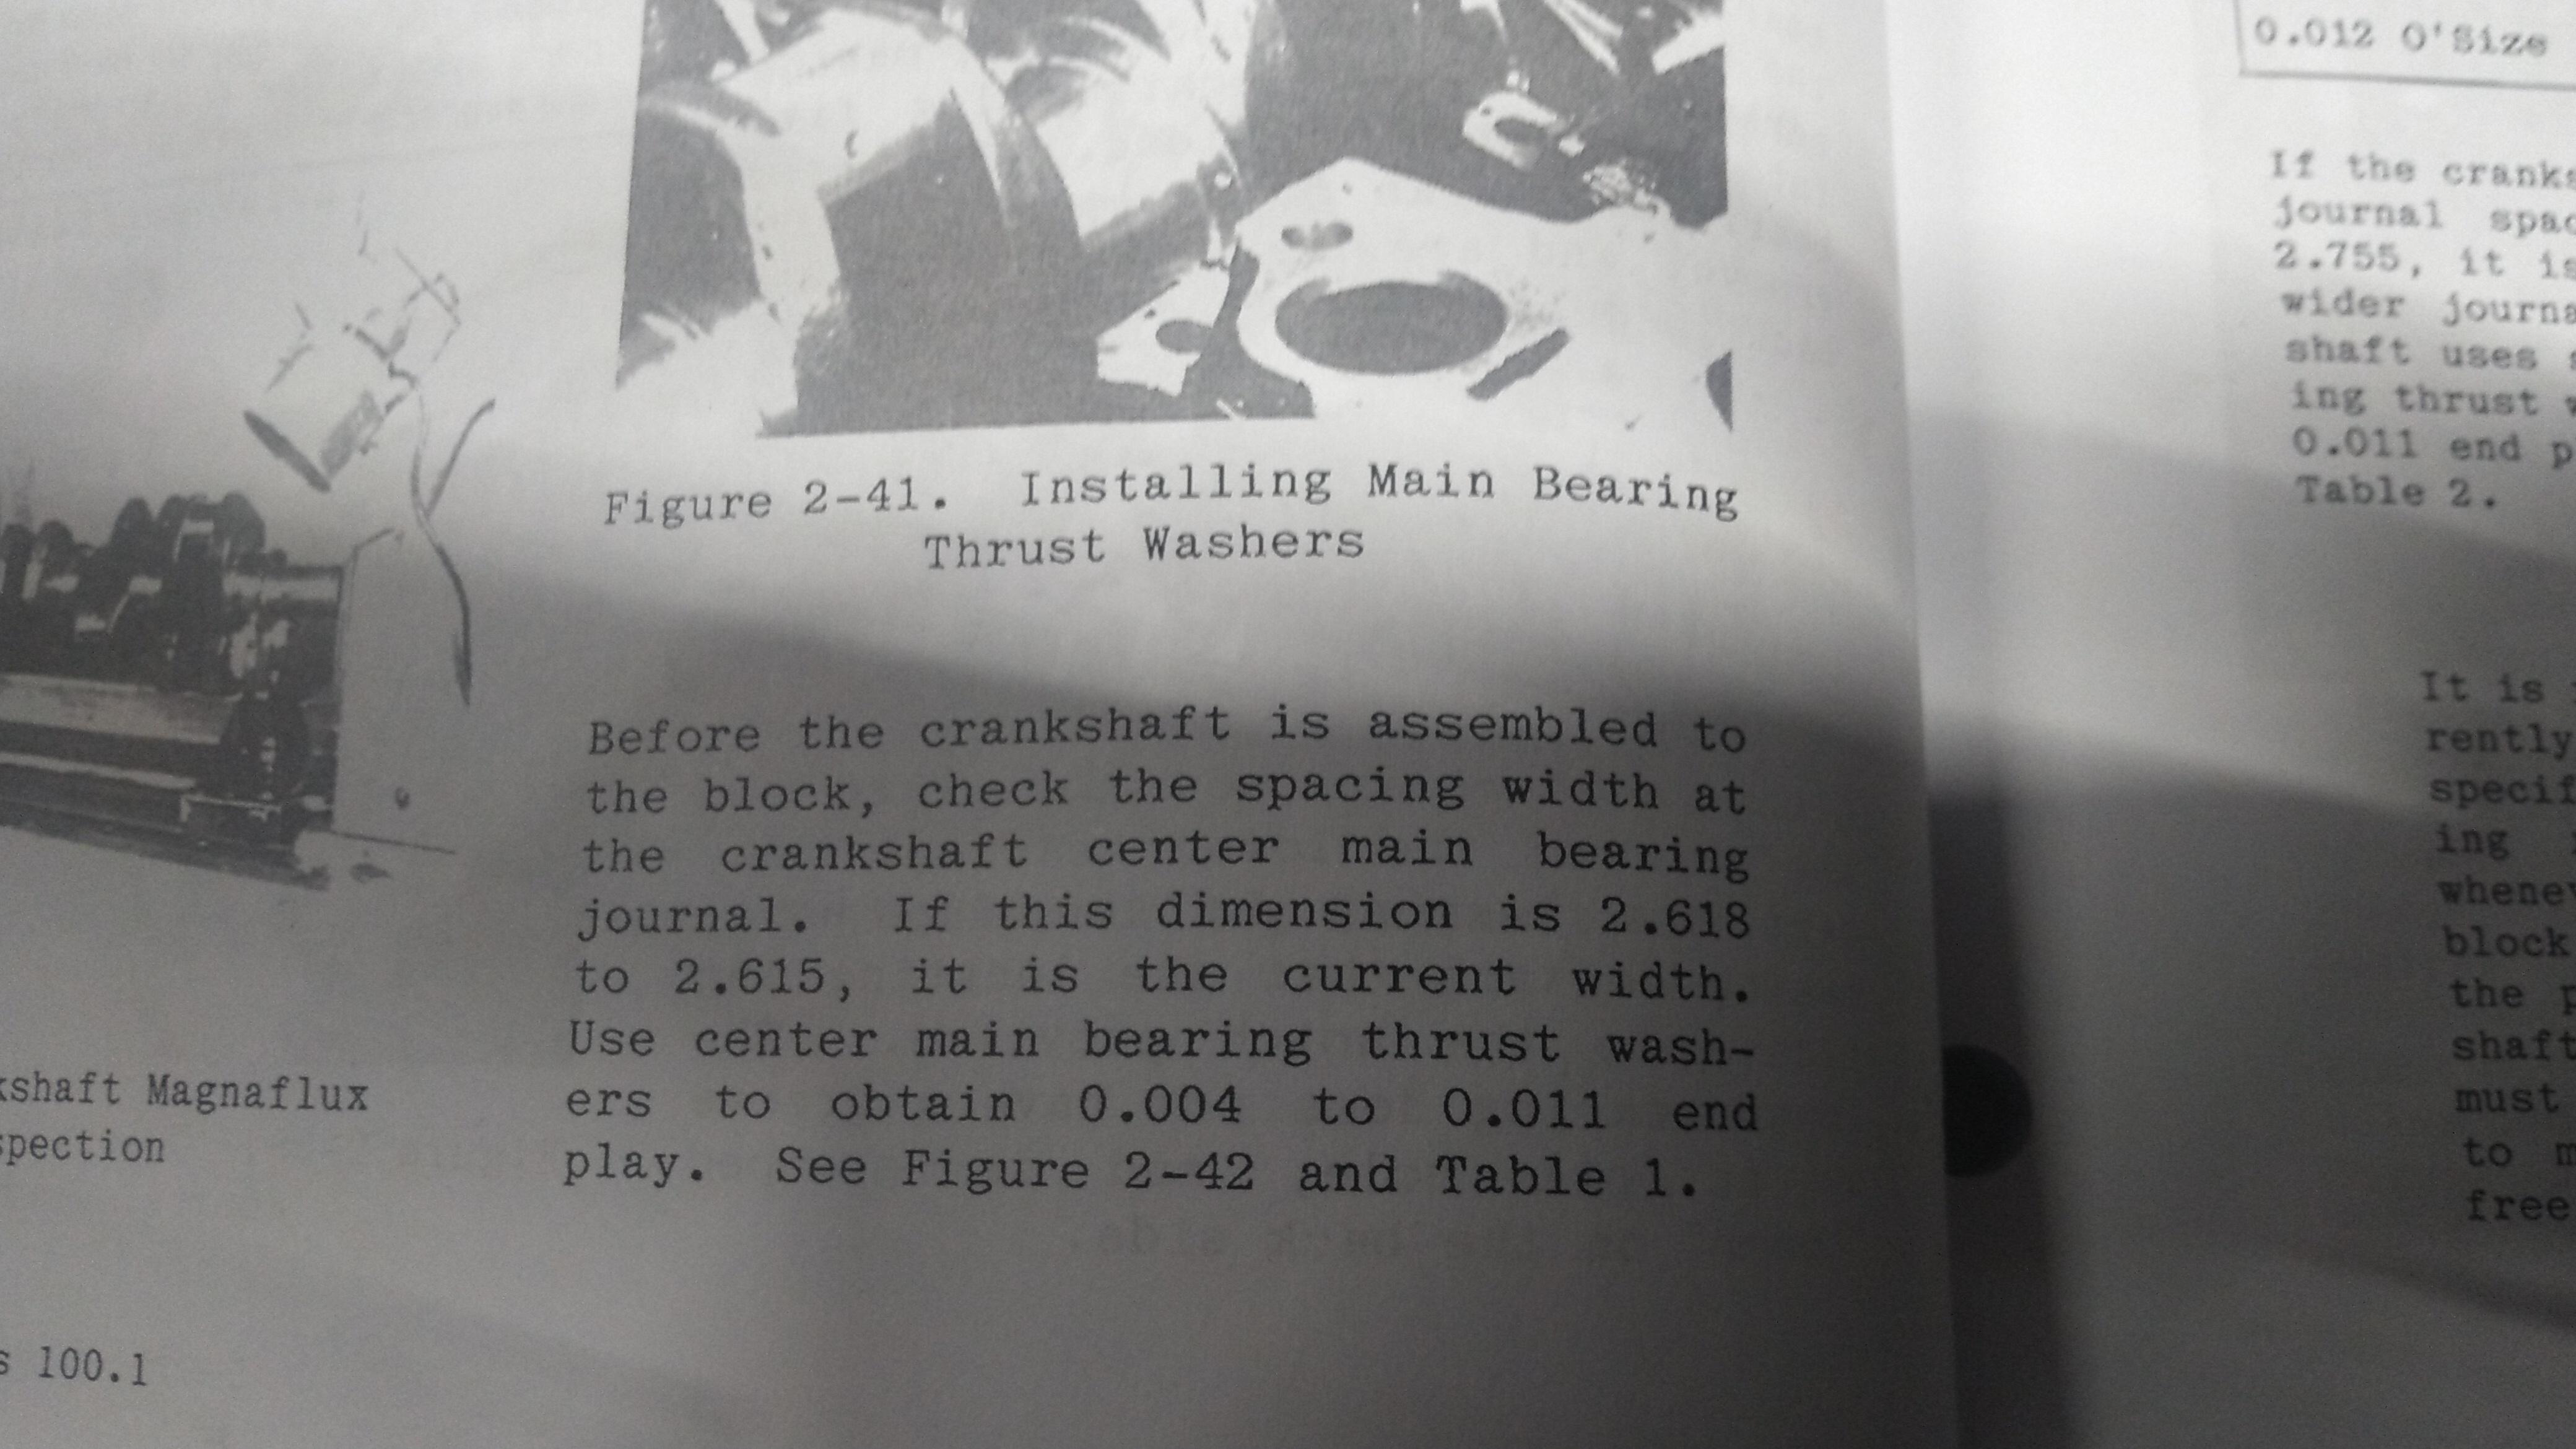 kshaft Magnaflux
spection
s 100.1
Figure 2-41. Installing Main Bearing
Thrust Washers
Before the crankshaft is assembled to
the block, check the spacing width at
the crankshaft center main bearing
journal. If this dimension is 2.618
to 2.615, it is the current width.
Use center main bearing thrust wash-
ers to obtain 0.004 to 0.011 end
play. See Figure 2-42 and Table 1.
0.012 O'Size
If the cranks
journal spac
2.755, it is
wider journa
shaft uses
ing thrust
0.011 end p
Table 2.
It is
rently
specif
ing
whenev
block
the p
shaft
must
to m
free